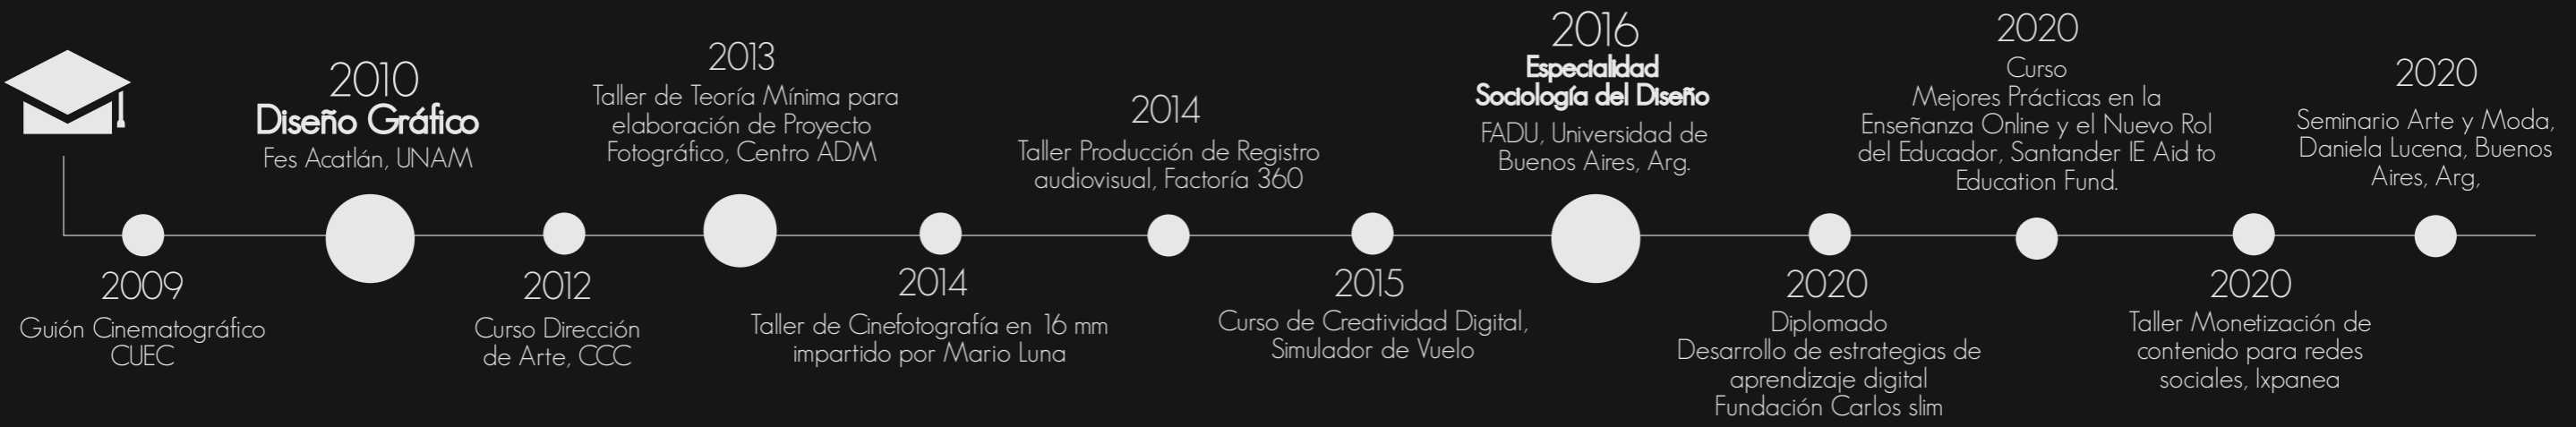 2009
Guión Cinematográfico
CUEC
2010
Diseño Gráfico
Fes Acatlán, UNAM
2012
Curso Dirección
de Arte, CCC
2013
Taller de Teoría Mínima para
elaboración de Proyecto
Fotográfico, Centro ADM
2014
Taller de Cinefotografía en 16 mm
impartido por Mario Luna
2014
Taller Producción de Registro
audiovisual, Factoría 360
2015
Curso de Creatividad Digital,
Simulador de Vuelo
2016
Especialidad
Sociología del Diseño
FADU, Universidad de
Buenos Aires, Arg.
2020
Diplomado
Desarrollo de estrategias de
aprendizaje digital
Fundación Carlos slim
2020
Curso
Mejores Prácticas en la
Enseñanza Online y el Nuevo Rol
del Educador, Santander IE Aid to
Education Fund.
2020
Taller Monetización de
contenido para redes
sociales, Ixpanea
2020
Seminario Arte y Moda,
Daniela Lucena, Buenos
Aires, Arg,